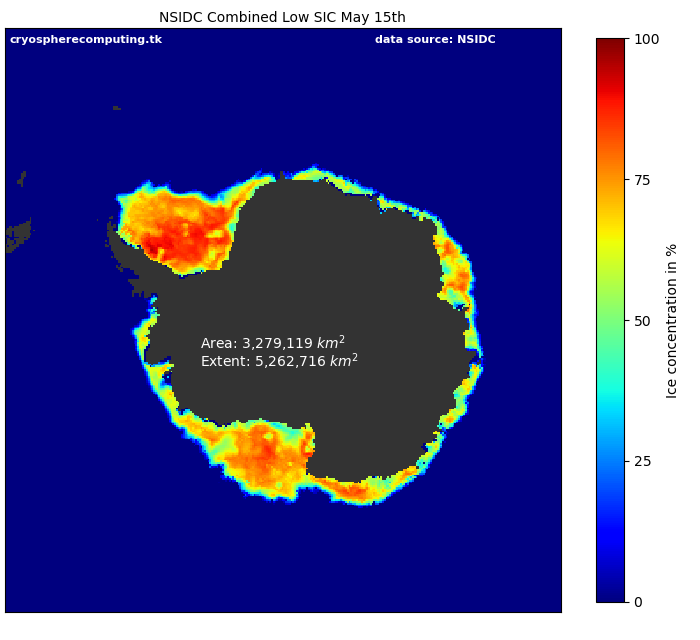 NSIDC Combined Low SIC May 15th
cryospherecomputing.tk data source: NSIDC
100
75
Area: 3,279,119 km²
Extent: 5,262,716 km²
50
25
0
Ice concentration in %